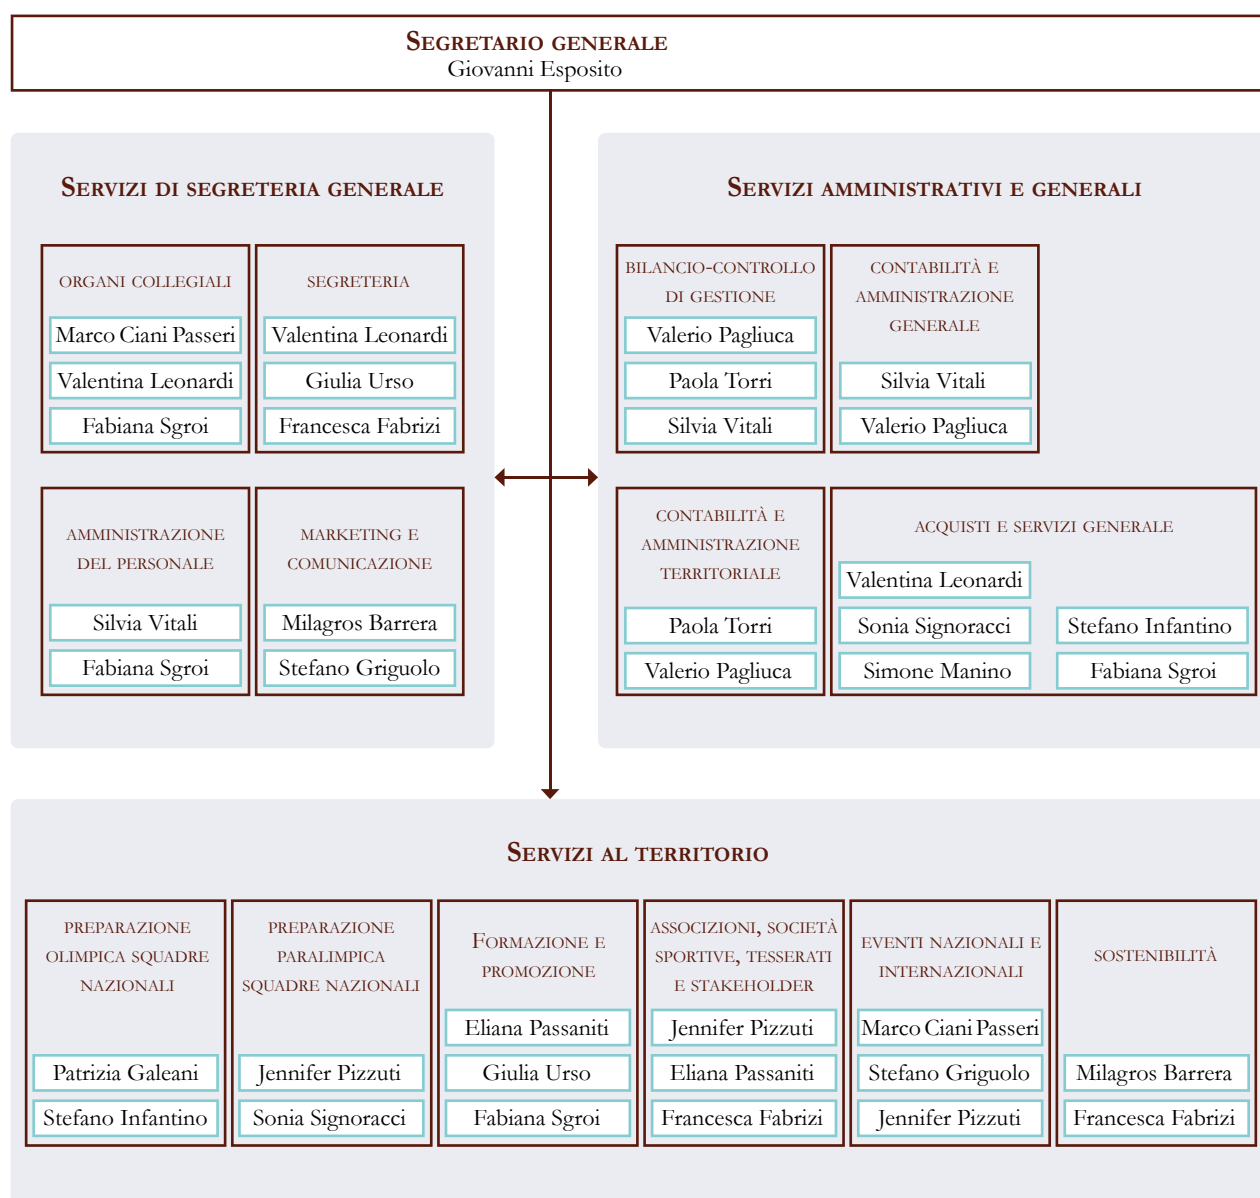 Segretario generale
Giovanni Esposito
Servizi di segreteria generale
organi collegiali
Marco Ciani Passeri
Valentina Leonardi
Fabiana Sgroi
segreteria
Valentina Leonardi
Giulia Urso
Francesca Fabrizi
amministrazione
del personale
Silvia Vitali
Fabiana Sgroi
marketing e
comunicazione
Milagros Barrera
Stefano Griguolo
Servizi amministrativi e generali
bilancio-controllo
di gestione
Valerio Pagliuca
Paola Torri
Silvia Vitali
contabilità e
amministrazione
generale
Silvia Vitali
Valerio Pagliuca
contabilità e
amministrazione
territoriale
Paola Torri
Valerio Pagliuca
acquisti e servizi generale
Valentina Leonardi
Sonia Signoracci
Simone Manino
Stefano Infantino
Fabiana Sgroi
Servizi al territorio
preparazione
olimpica squadre
nazionali
Patrizia Galeani
Stefano Infantino
preparazione
paralimpica
squadre nazionali
Jennifer Pizzuti
Sonia Signoracci
Formazione e
promozione
Eliana Passaniti
Giulia Urso
Fabiana Sgroi
associzioni, società
sportive, tesserati
e stakeholder
Jennifer Pizzuti
Eliana Passaniti
Francesca Fabrizi
eventi nazionali e
internazionali
Marco Ciani Passeri
Stefano Griguolo
Jennifer Pizzuti
sostenibilità
Milagros Barrera
Francesca Fabrizi